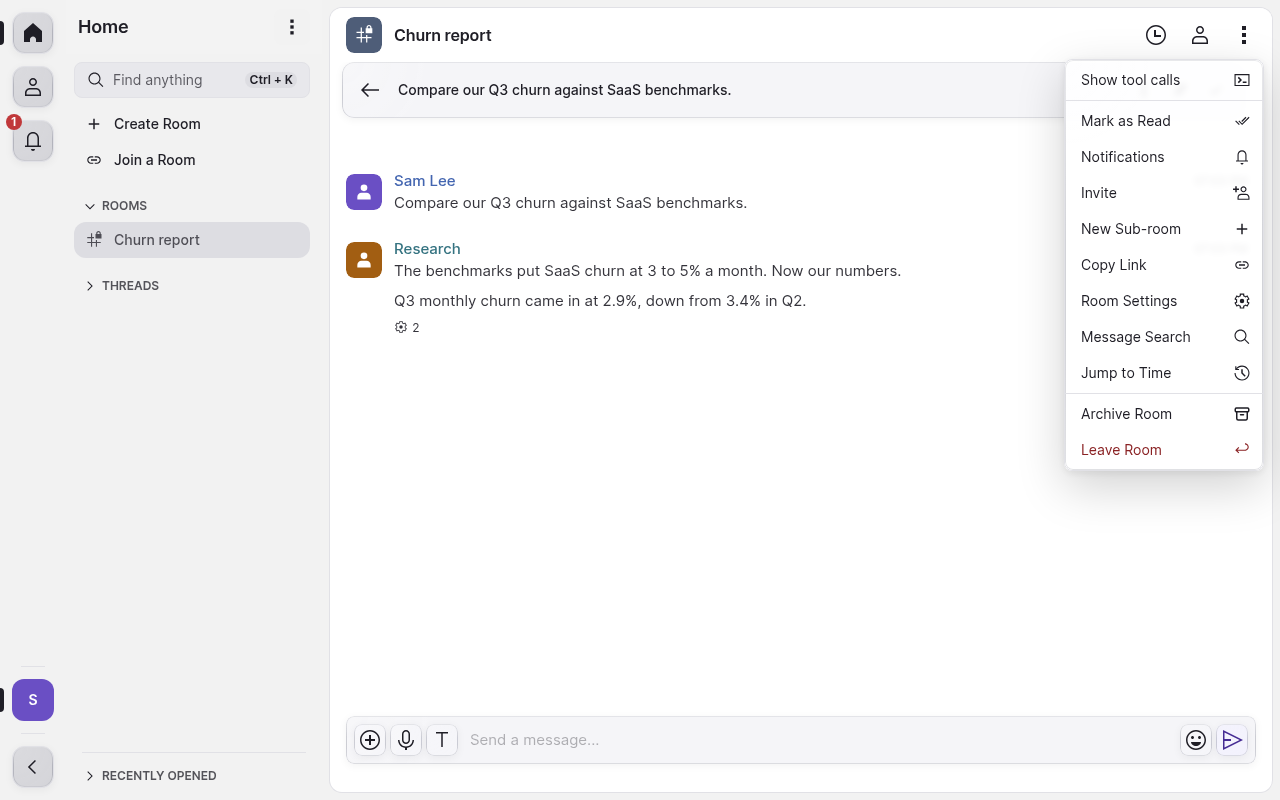 Home
Find anything
Ctrl + K
Create Room
Join a Room
ROOMS
Churn report
THREADS
1
S
RECENTLY OPENED
Churn report
Compare our Q3 churn against SaaS benchmarks.
Sam Lee
Compare our Q3 churn against SaaS benchmarks.
Research
The benchmarks put SaaS churn at 3 to 5% a month. Now our numbers.
Q3 monthly churn came in at 2.9%, down from 3.4% in Q2.
2
Send a message...
Show tool calls
Mark as Read
Notifications
Invite
New Sub-room
Copy Link
Room Settings
Message Search
Jump to Time
Archive Room
Leave Room